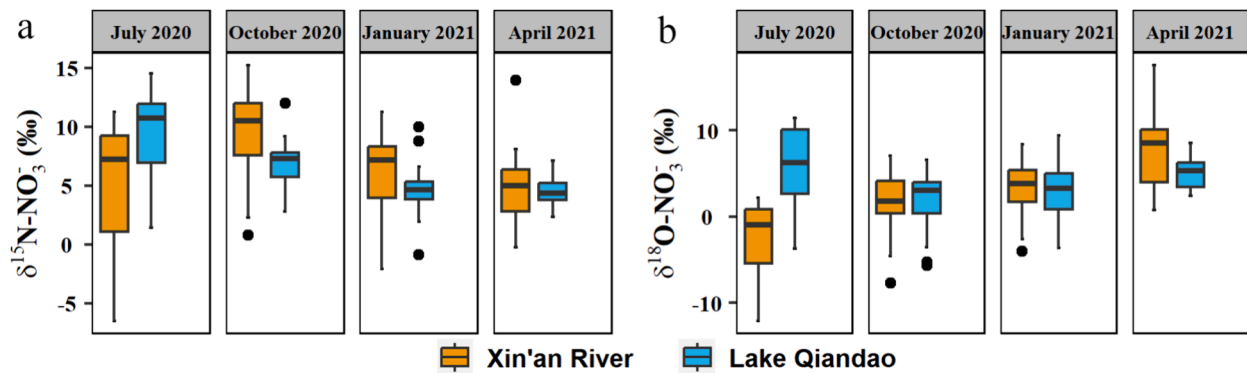 a
July 2020 October 2020 January 2021 April 2021
15
10
5
0
-5
δ¹⁵N-NO₃⁻ (‰)
b
July 2020 October 2020 January 2021 April 2021
10
0
-10
δ¹⁸O-NO₃⁻ (‰)
Xin'an River Lake Qiandao